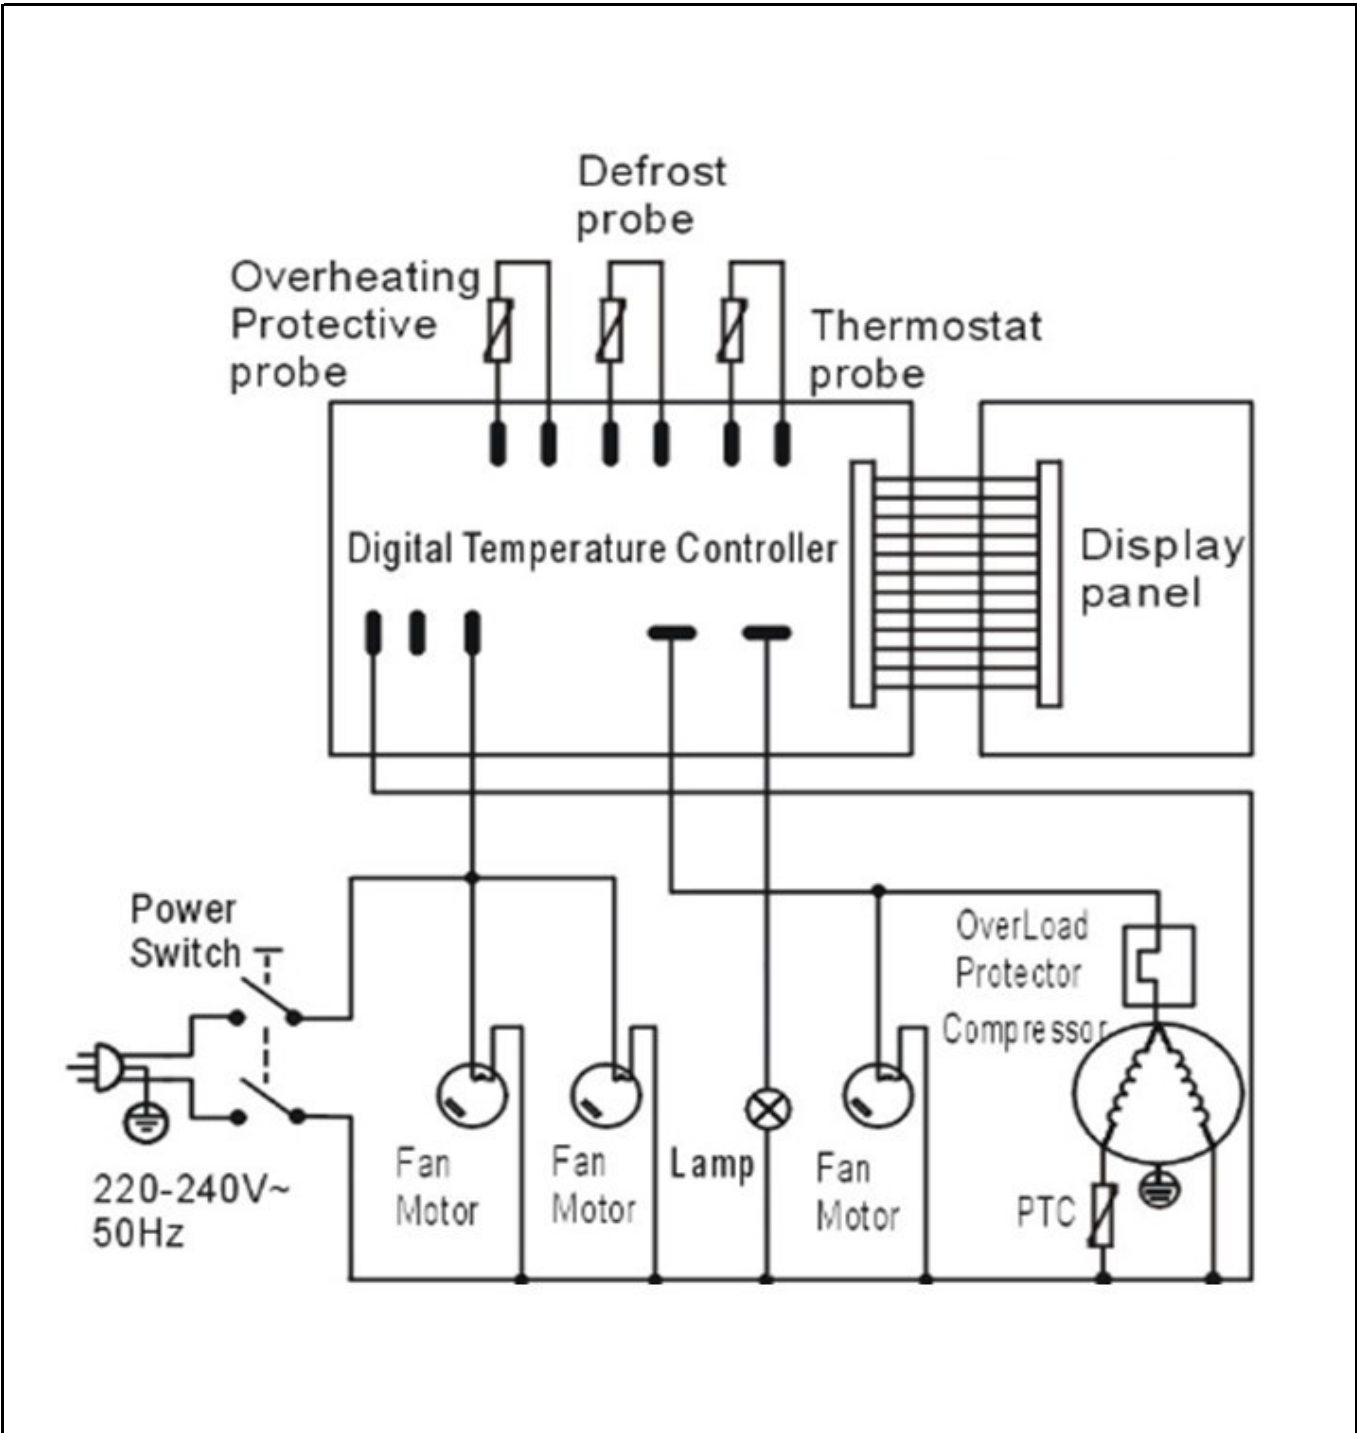 Defrost
probe
Overheating
Protective
probe
Thermostat
probe
Digital Temperature Controller
Display
panel
Power
Switch
OverLoad
Protector
Compressor
220-240V~
50Hz
Fan
Motor
Fan
Motor
Lamp
Fan
Motor
PTC